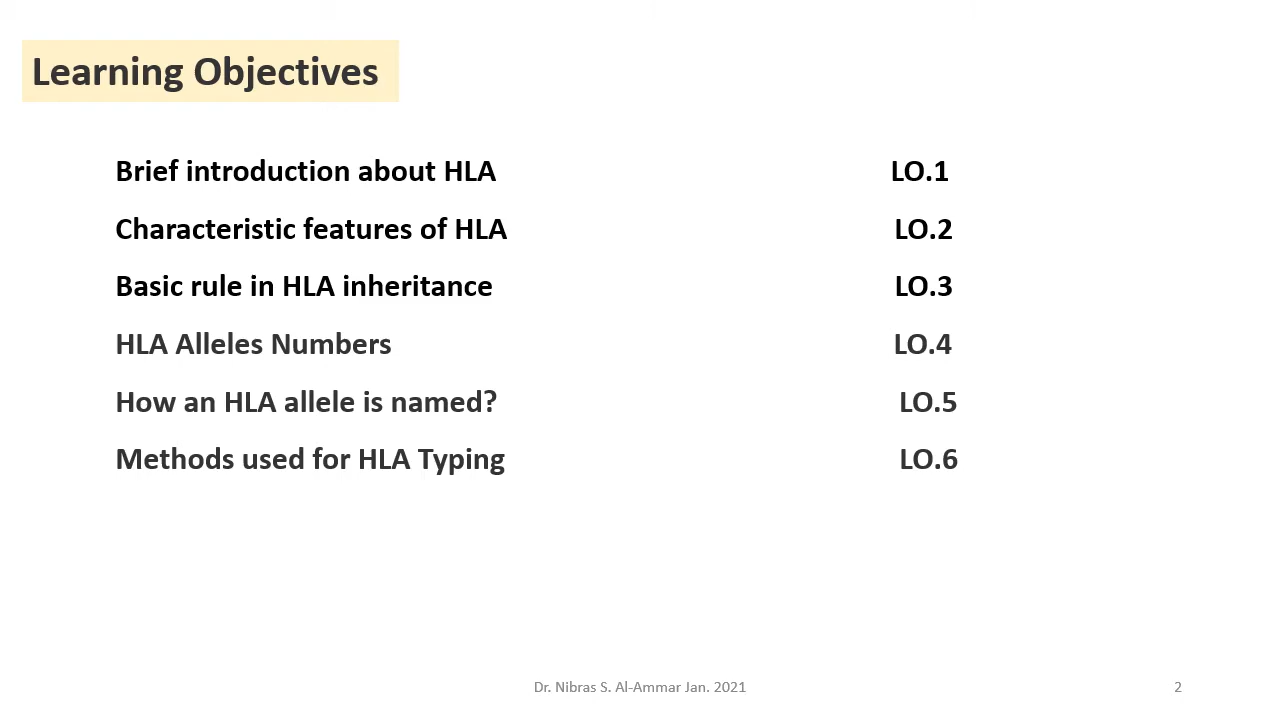 Learning Objectives
Brief introduction about HLA LO.1
Characteristic features of HLA LO.2
Basic rule in HLA inheritance LO.3
HLA Alleles Numbers LO.4
How an HLA allele is named? LO.5
Methods used for HLA Typing LO.6
Dr. Nibras S. Al-Ammar Jan. 2021 2